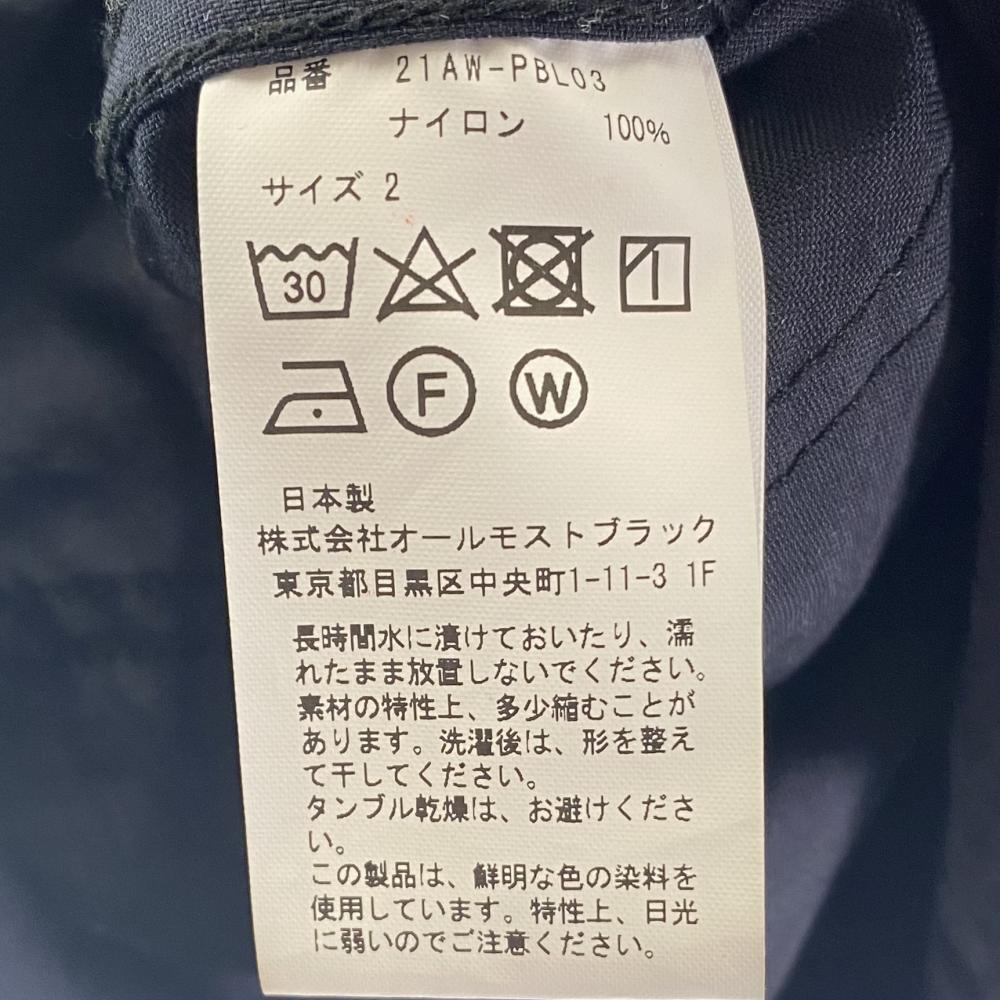 品番 21AW-PBL03
ナイロン 100%
サイズ 2
30
F W
日本製
株式会社オールモストブラック
東京都目黒区中央町1-11-3 1F
長時間水に漬けておいたり、濡
れたまま放置しないでください。
素材の特性上、多少縮むことが
あります。洗濯後は、形を整え
て干してください。
タンブル乾燥は、お避けくださ
い。
この製品は、鮮明な色の染料を
使用しています。特性上、日光
に弱いのでご注意ください。